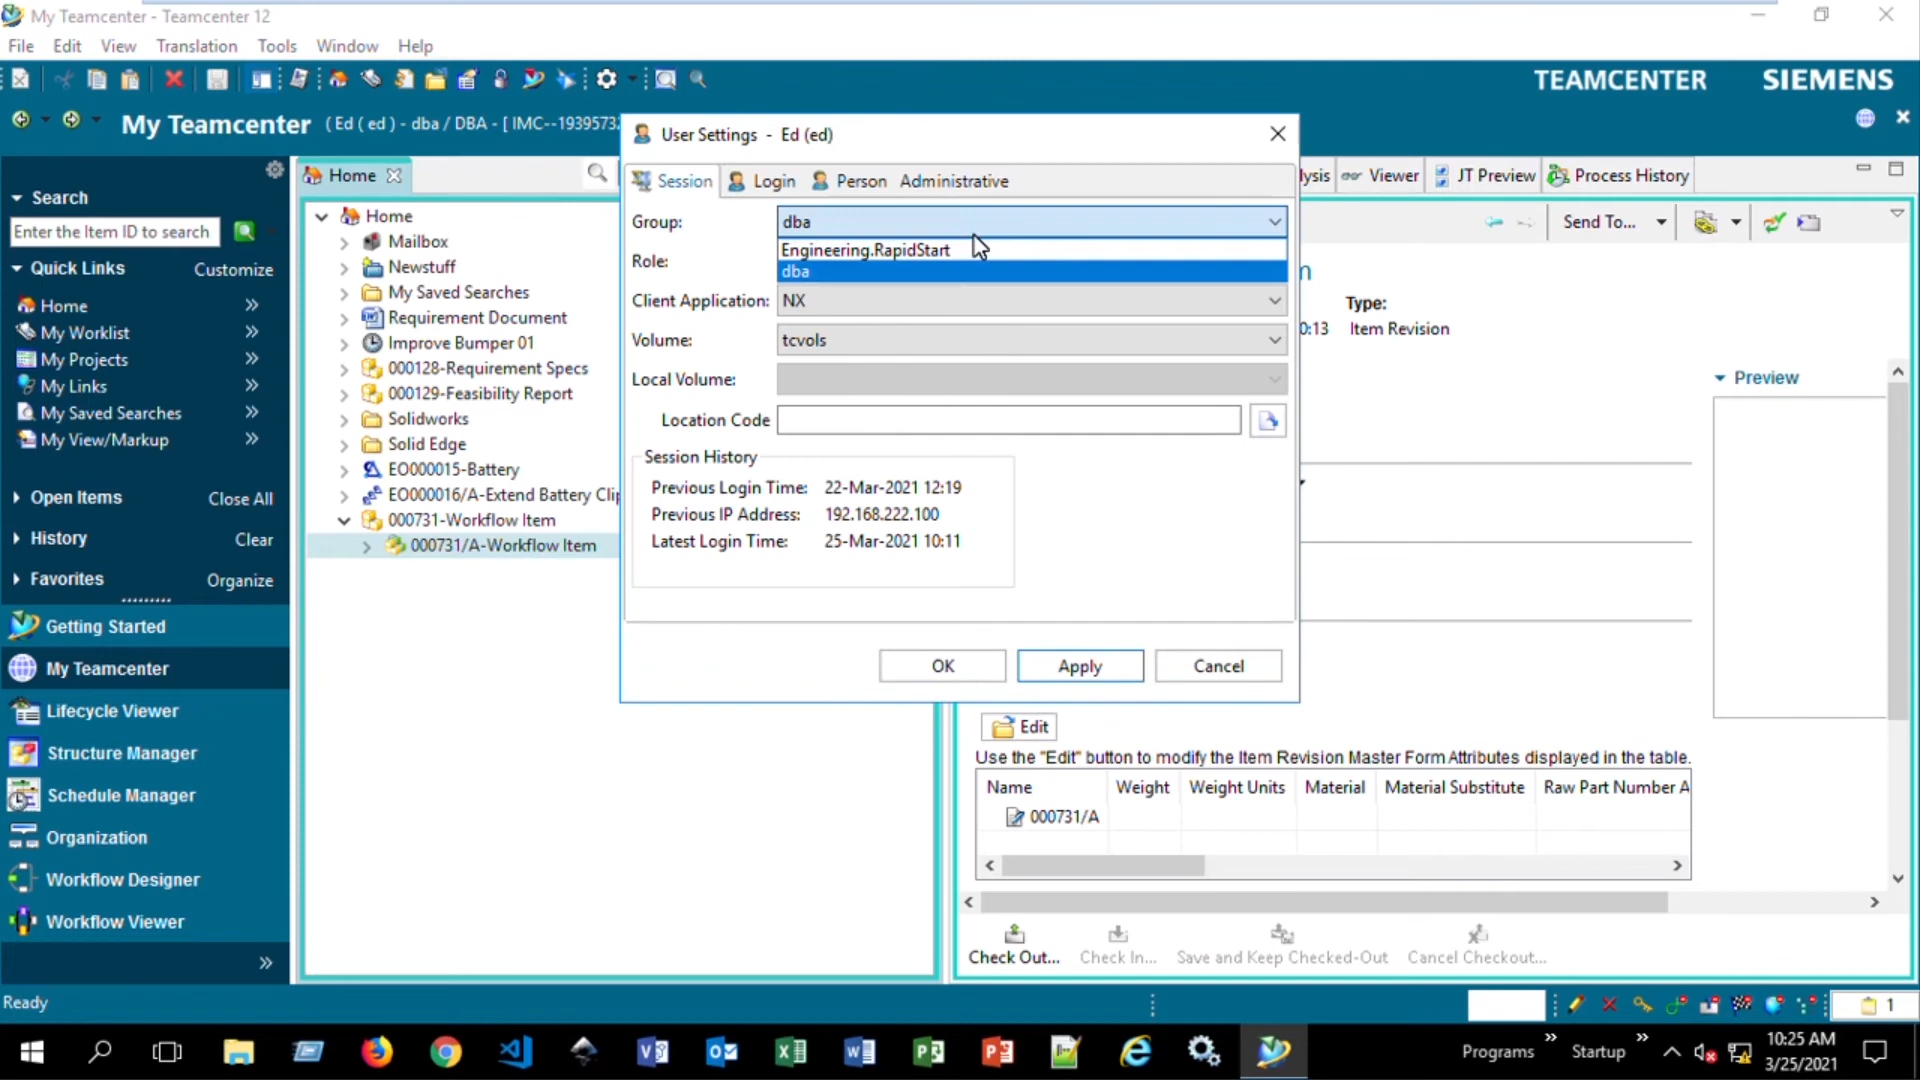 My Teamcenter - Teamcenter 12
File Edit View Translation Tools Window Help
TEAMCENTER SIEMENS
My Teamcenter ( Ed ( ed ) - dba / DBA - [ IMC--1939573
Search
Enter the Item ID to search
Quick Links Customize
Home
My Worklist
My Projects
My Links
My Saved Searches
My View/Markup
Open Items Close All
History Clear
Favorites Organize
Getting Started
My Teamcenter
Lifecycle Viewer
Structure Manager
Schedule Manager
Organization
Workflow Designer
Workflow Viewer
Home
Home
Mailbox
Newstuff
My Saved Searches
Requirement Document
Improve Bumper 01
000128-Requirement Specs
000129-Feasibility Report
Solidworks
Solid Edge
EO000015-Battery
EO000016/A-Extend Battery Clip
000731-Workflow Item
000731/A-Workflow Item
User Settings - Ed (ed)
Session Login Person Administrative
Group: dba
Engineering.RapidStart
dba
Role:
Client Application: NX
Volume: tcvols
Local Volume:
Location Code
Session History
Previous Login Time: 22-Mar-2021 12:19
Previous IP Address: 192.168.222.100
Latest Login Time: 25-Mar-2021 10:11
OK Apply Cancel
lysis Viewer JT Preview Process History
Send To...
Type:
0:13 Item Revision
Preview
Edit
Use the "Edit" button to modify the Item Revision Master Form Attributes displayed in the table.
Name Weight Weight Units Material Material Substitute Raw Part Number A
000731/A
Check Out... Check In... Save and Keep Checked-Out Cancel Checkout...
Ready
1
Programs Startup
10:25 AM
3/25/2021